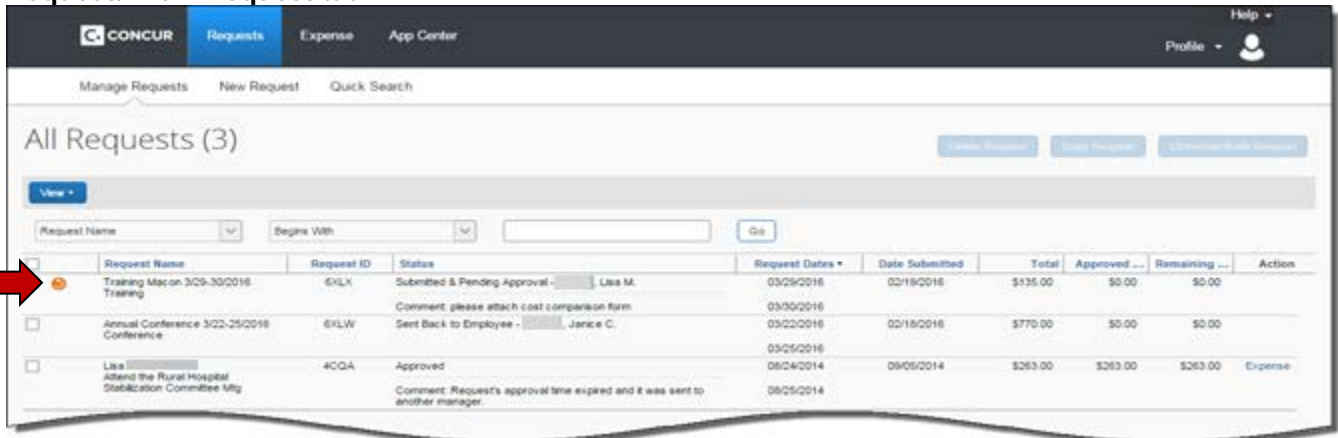 Help
CONCUR Requests Expense App Center
Profile
Manage Requests New Request Quick Search
All Requests (3)
View
Request Name Begins With Go
Request Name Request ID Status Request Dates Date Submitted Total Approved ... Remaining ... Action
Training Macon 3/29-30/2016 6XLX Submitted & Pending Approval - , Lisa M. 03/29/2016 02/19/2016 $135.00 $0.00 $0.00
Training
Comment: please attach cost comparison form 03/30/2016
Annual Conference 3/22-25/2016 6XLW Sent Back to Employee - , Janice C. 03/22/2016 02/18/2016 $770.00 $0.00 $0.00
Conference
03/25/2016
Lisa 4CQA Approved 08/24/2014 09/05/2014 $263.00 $263.00 $263.00 Expense
Attend the Rural Hospital
Stabilization Committee Mtg
Comment: Request's approval time expired and it was sent to 08/25/2014
another manager.